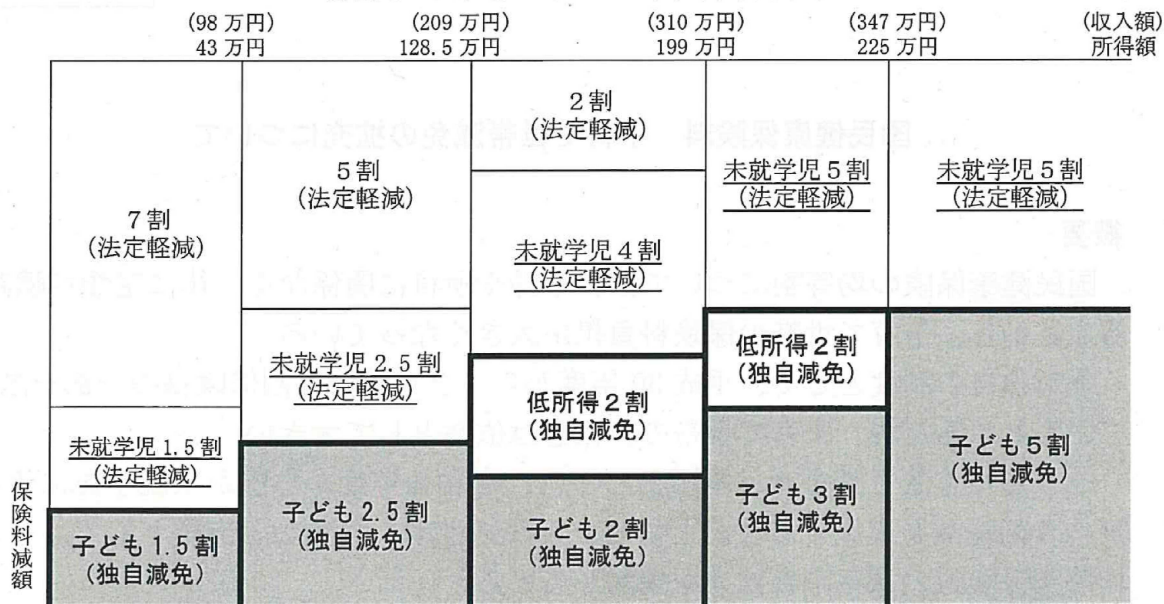 (98 万円) (209 万円) (310 万円) (347 万円) (収入額)
43 万円 128.5 万円 199 万円 225 万円 所得額
7 割
(法定軽減)
未就学児 1.5 割
(法定軽減)
子ども 1.5 割
(独自減免)
5 割
(法定軽減)
未就学児 2.5 割
(法定軽減)
子ども 2.5 割
(独自減免)
2 割
(法定軽減)
未就学児 4 割
(法定軽減)
低所得 2 割
(独自減免)
子ども 2 割
(独自減免)
未就学児 5 割
(法定軽減)
低所得 2 割
(独自減免)
子ども 3 割
(独自減免)
未就学児 5 割
(法定軽減)
子ども 5 割
(独自減免)
保険料減額